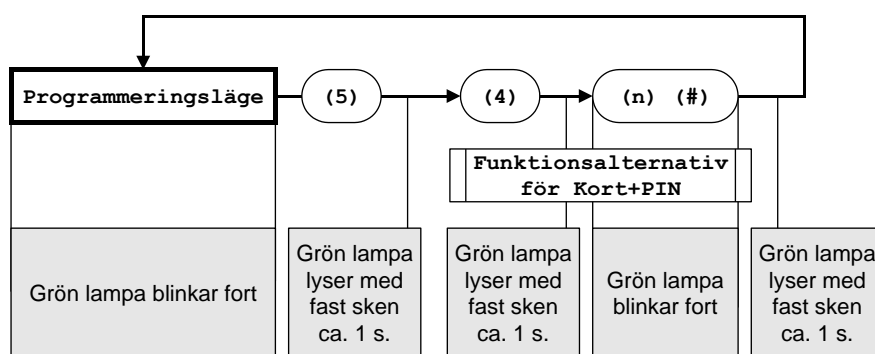 Programmeringsläge
(5)
(4)
(n) (#)
Funktionsalternativ
för Kort+PIN
Grön lampa blinkar fort
Grön lampa
lyser med
fast sken
ca. 1 s.
Grön lampa
lyser med
fast sken
ca. 1 s.
Grön lampa
blinkar fort
Grön lampa
lyser med
fast sken
ca. 1 s.